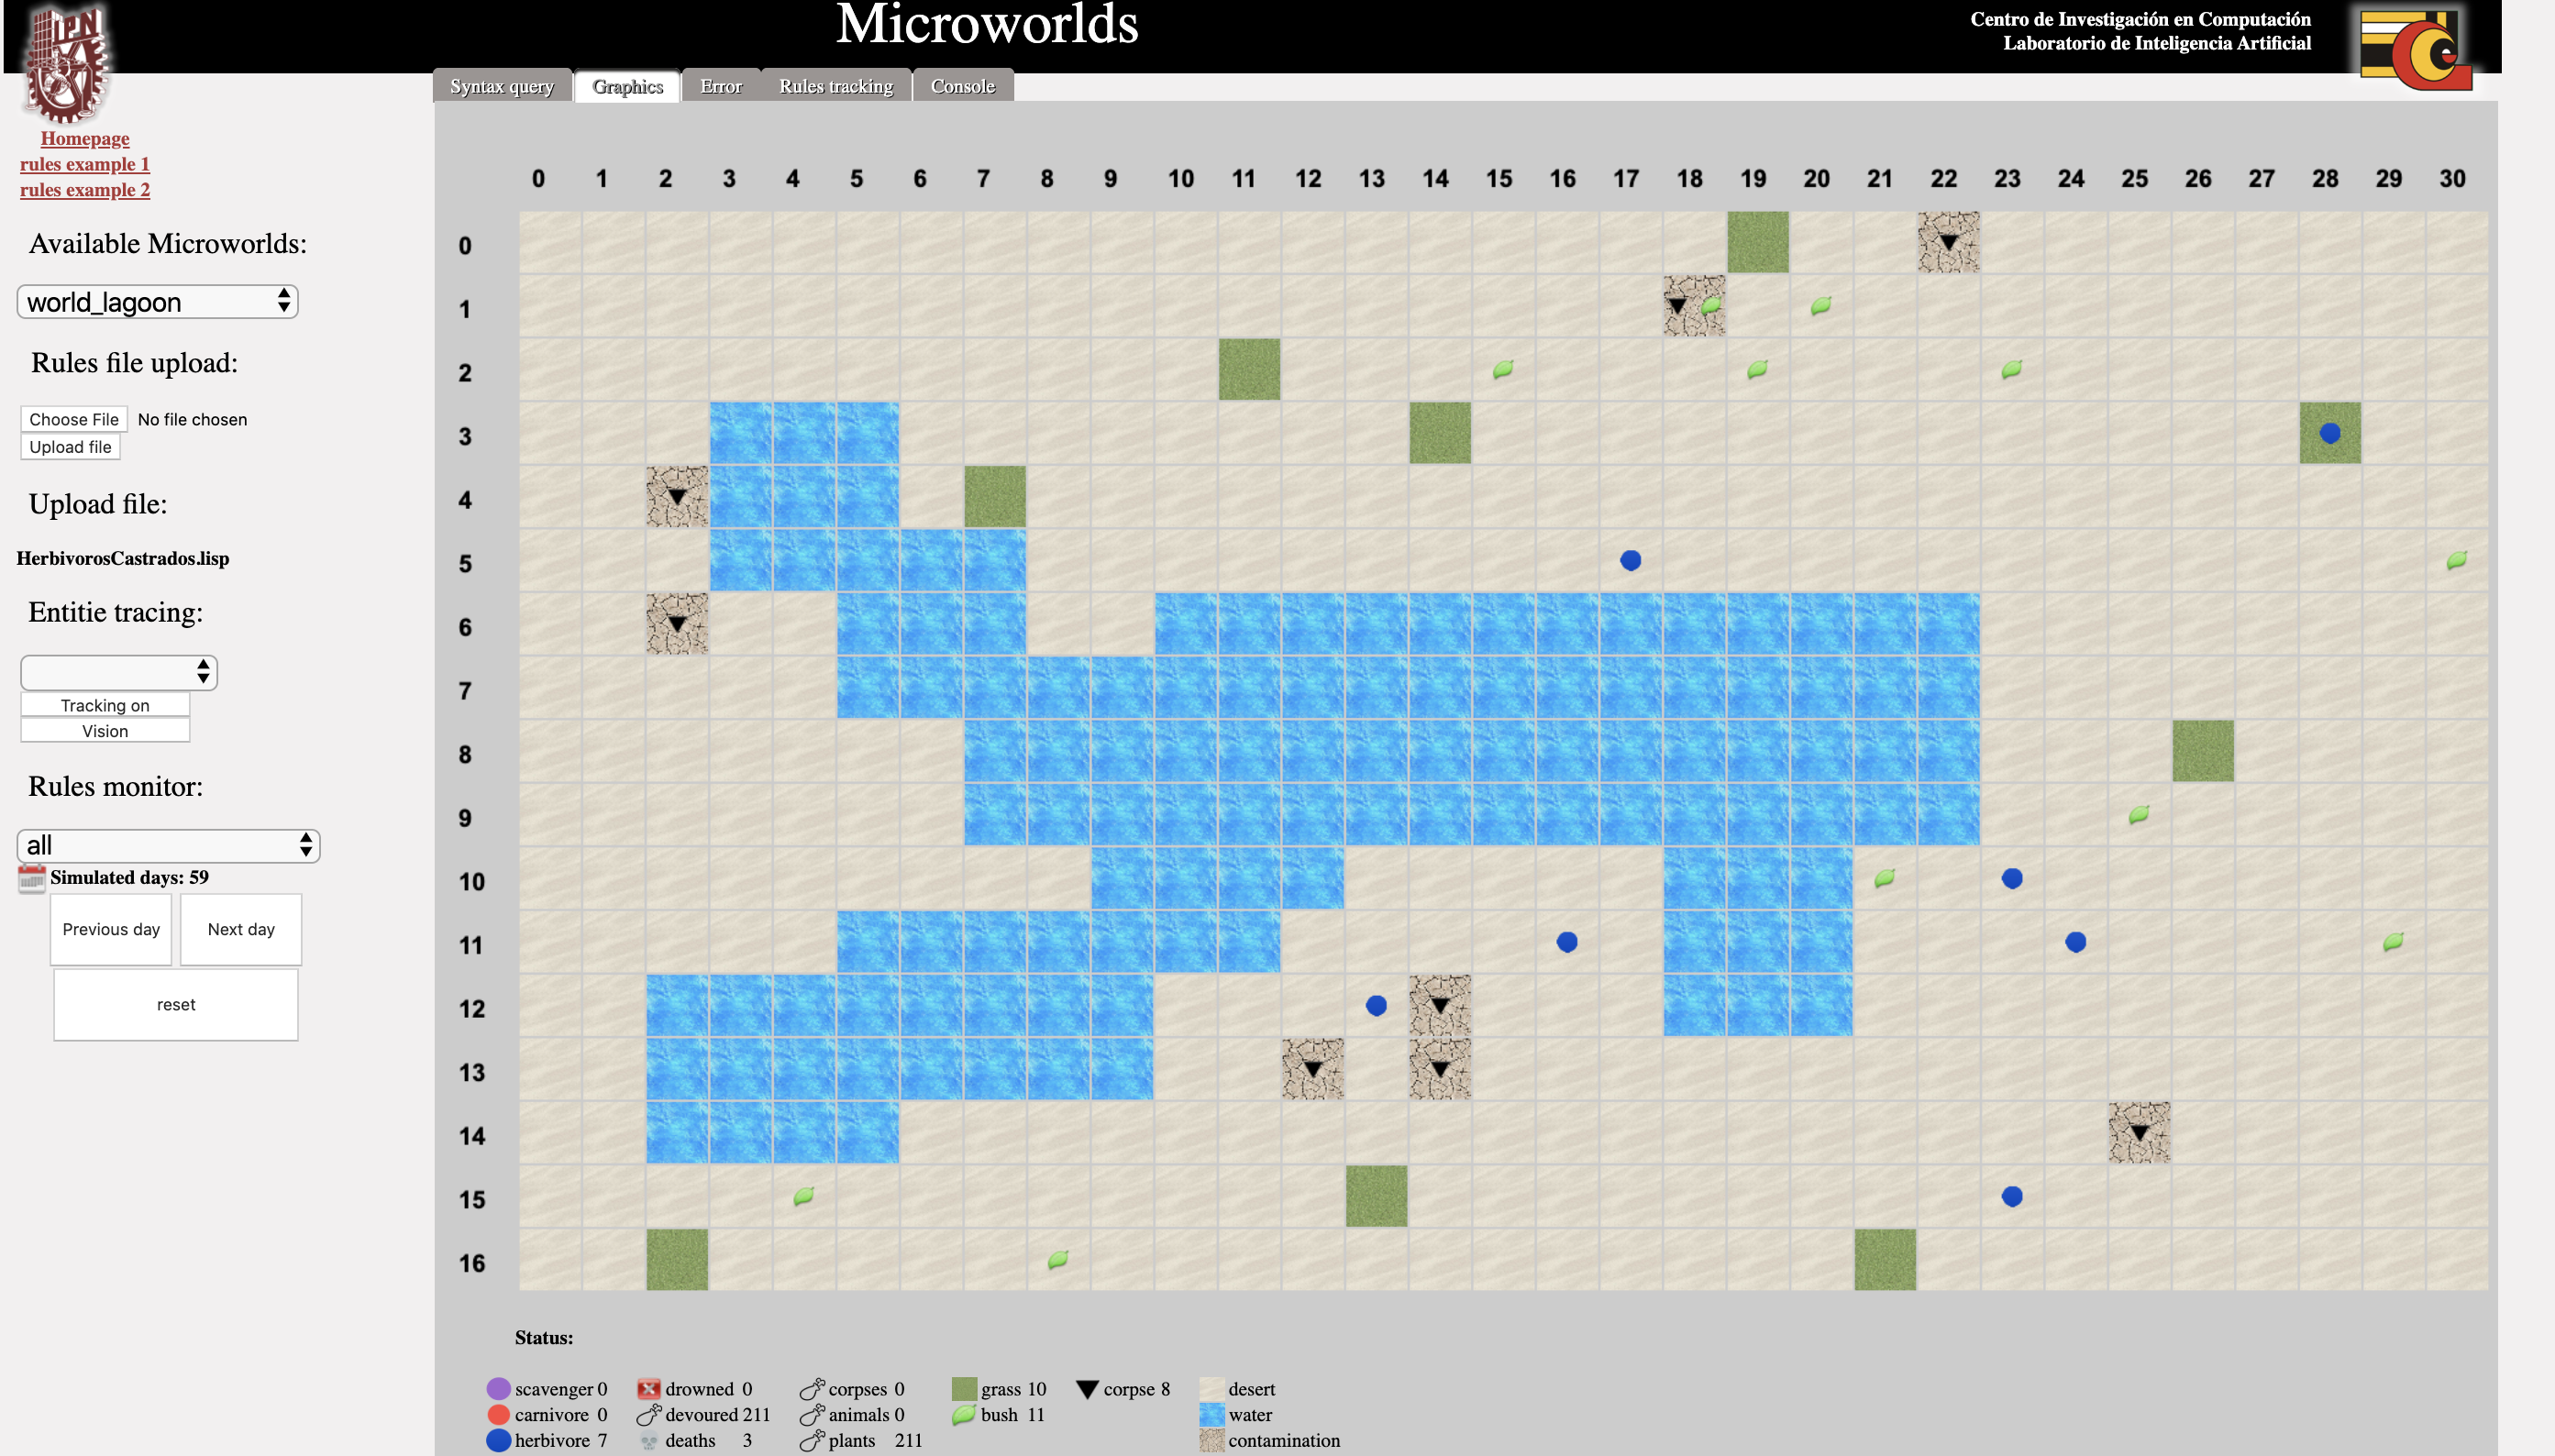 IPN
Microworlds
Centro de Investigación en Computación
Laboratorio de Inteligencia Artificial
Syntax query Graphics Error Rules tracking Console
Homepage
rules example 1
rules example 2
Available Microworlds:
world_lagoon
Rules file upload:
Choose File No file chosen
Upload file
Upload file:
HerbivorosCastrados.lisp
Entitie tracing:
Tracking on
Vision
Rules monitor:
all
Simulated days: 59
Previous day Next day
reset
0 1 2 3 4 5 6 7 8 9 10 11 12 13 14 15 16 17 18 19 20 21 22 23 24 25 26 27 28 29 30
0
1
2
3
4
5
6
7
8
9
10
11
12
13
14
15
16
Status:
scavenger 0 drowned 0 corpses 0 grass 10 corpse 8 desert
carnivore 0 devoured 211 animals 0 bush 11 water
herbivore 7 deaths 3 plants 211 contamination